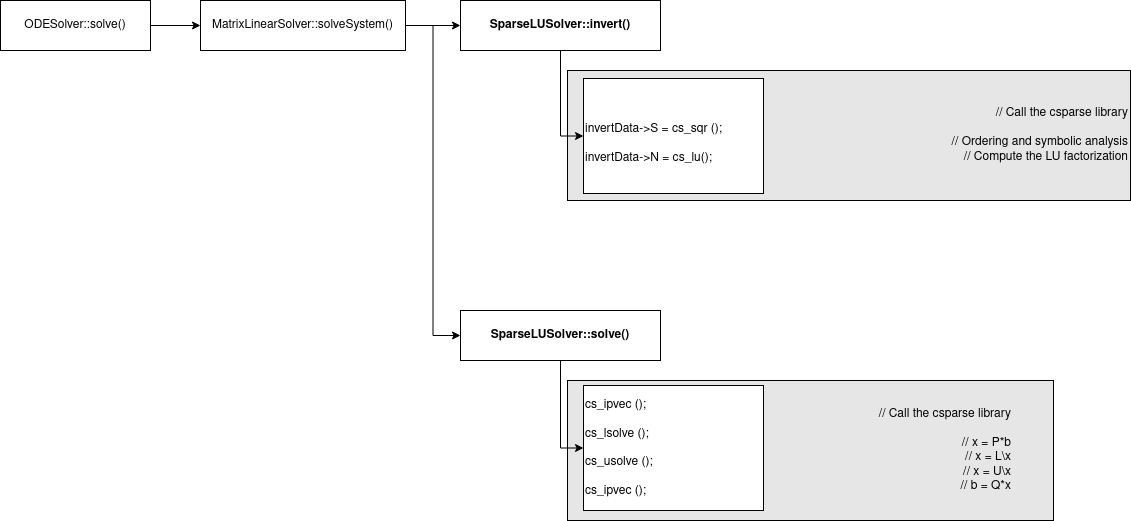 ODESolver::solve()
MatrixLinearSolver::solveSystem()
SparseLUSolver::invert()
// Call the csparse library
invertData->S = cs_sqr ();
// Ordering and symbolic analysis
invertData->N = cs_lu();
// Compute the LU factorization
SparseLUSolver::solve()
cs_ipvec ();
// Call the csparse library
cs_lsolve ();
// x = P*b
// x = L\x
cs_usolve ();
// x = U\x
// b = Q*x
cs_ipvec ();